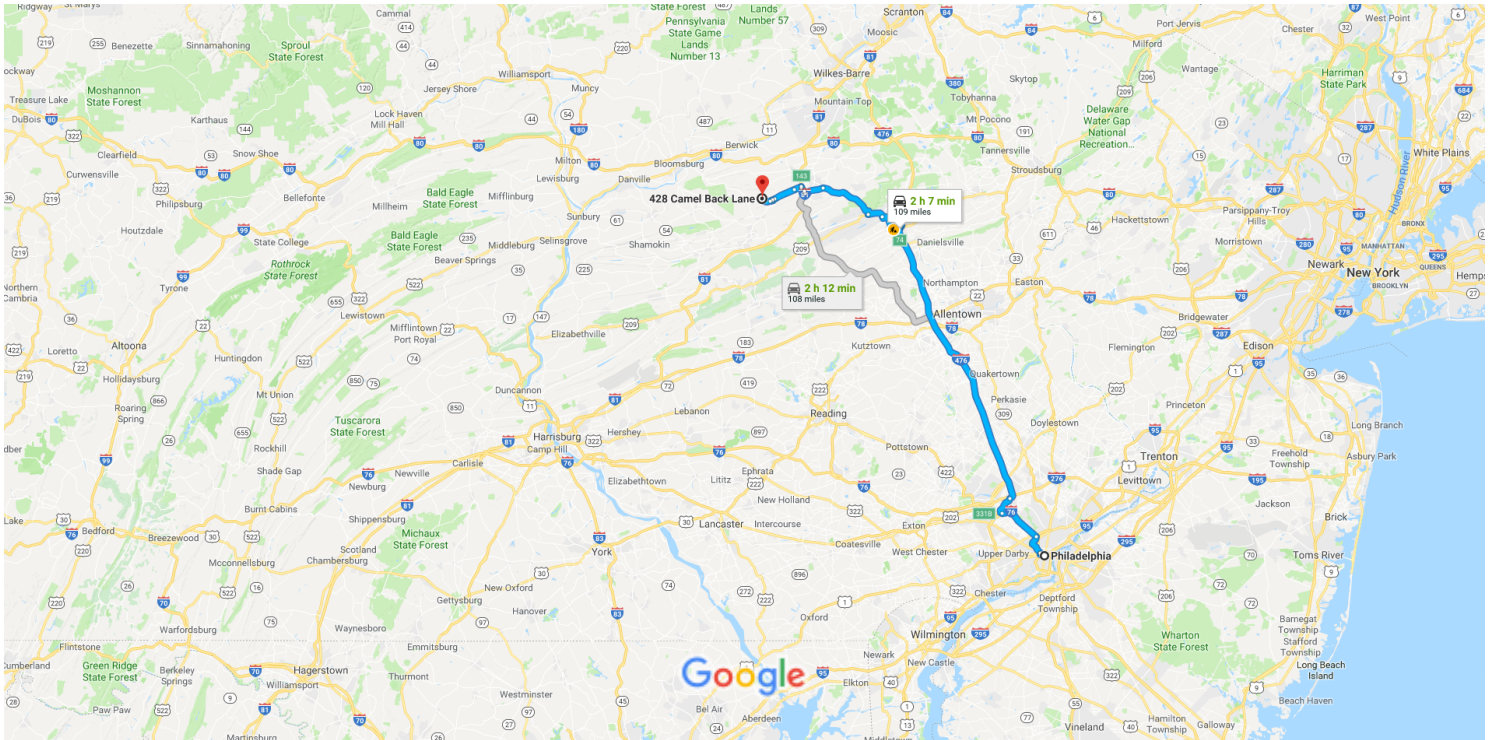 Ridgway
St Marys
Cammal
State Forest
Pennsylvania
State Game
Lands
Number 13
Lands
Number 57
Scranton
Moosic
Port Jervis
Chester
West Point
Benezette
Sinnamahoning
Sproul
State Forest
Williamsport
Muncy
Wilkes-Barre
Skytop
Milford
Wantage
Harriman
State Park
Moshannon
State Forest
Jersey Shore
Mountain Top
Tobyhanna
Treasure Lake
DuBois
Karthaus
Lock Haven
Mill Hall
Mt Pocono
Delaware
Water Gap
National
Recreation...
Clearfield
Snow Shoe
Milton
Berwick
Tannersville
White Plains
Curwensville
Philipsburg
Bellefonte
Bald Eagle
State Forest
Mifflinburg
Lewisburg
Danville
Bloomsburg
Stroudsburg
Hudson River
428 Camel Back Lane
143
2 h 7 min
109 miles
Hackettstown
Parsippany-Troy
Hills
BRONX
Houtzdale
State College
Millheim
Sunbury
Shamokin
Morristown
MANHATTAN
Bald Eagle
State Forest
Middleburg
Selinsgrove
Beaver Springs
74
Danielsville
Newark
New York
QUEENS
Hemps
BROOKLYN
Rothrock
State Forest
Northern
Cambria
Tyrone
2 h 12 min
108 miles
Northampton
Easton
Lewistown
Mifflintown
Port Royal
Elizabethville
Allentown
Bridgewater
Edison
Loretto
Altoona
Huntingdon
Kutztown
Flemington
Hollidaysburg
Duncannon
Quakertown
Roaring
Spring
Mt Union
Tuscarora
State Forest
Lebanon
Reading
Perkasie
Doylestown
Princeton
Long Branch
Harrisburg
Camp Hill
Hershey
Pottstown
Trenton
Freehold
Township
Asbury Park
Rockhill
Shade Gap
Newville
Newburg
Carlisle
Ephrata
Lititz
Levittown
Burnt Cabins
Shippensburg
Elizabethtown
New Holland
Jackson
Brick
Bedford
Breezewood
Michaux
State Forest
Lancaster
Intercourse
331B
Exton
Coatesville
West Chester
Upper Darby
Philadelphia
Toms River
Mcconnellsburg
Scotland
Chambersburg
York
New Oxford
Gettysburg
Hanover
Chester
Deptford
Township
Waynesboro
Warfordsburg
Oxford
Emmitsburg
Wilmington
Wharton
State Forest
Barnegat
Township
Stafford
Township
Flintstone
Cumberland
Green Ridge
State Forest
Berkeley
Springs
Hagerstown
Williamsport
Thurmont
Google
Newark
New Castle
Long Beach
Island
Elkton
Paw Paw
Westminster
Bel Air
Aberdeen
Beach Haven
Martinsburg
Middletown
Vineland
Hamilton
Township
Galloway